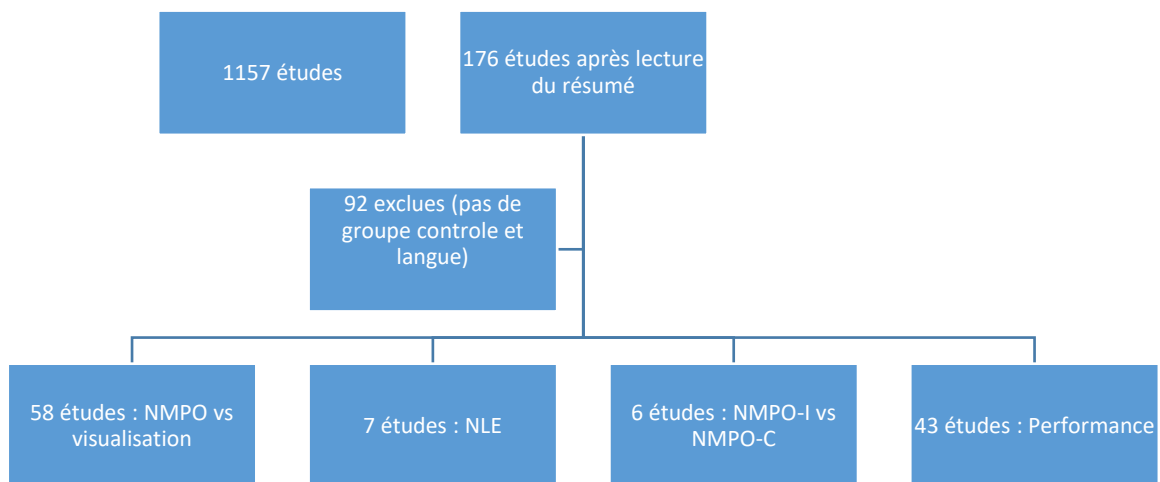 1157 études
176 études après lecture
du résumé
92 exclues (pas de
groupe controle et
langue)
58 études : NMPO vs
visualisation
7 études : NLE
6 études : NMPO-I vs
NMPO-C
43 études : Performance